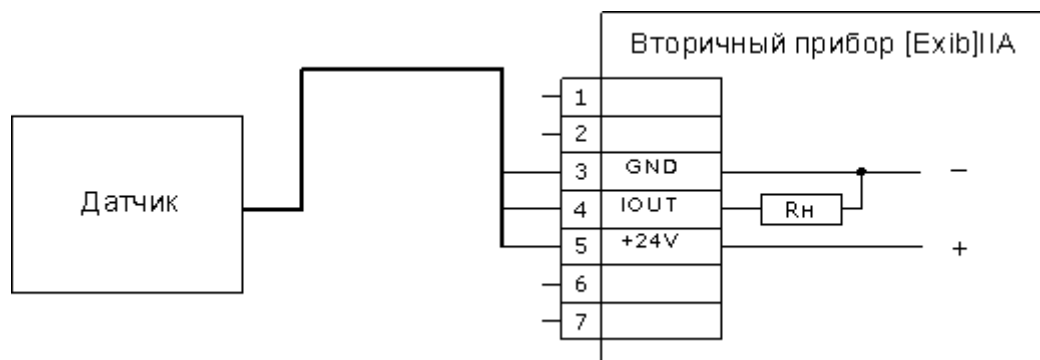 Вторичный прибор [Exib]IIA
1
2
3 GND −
4 IOUT Rн
5 +24V +
6
7
Датчик